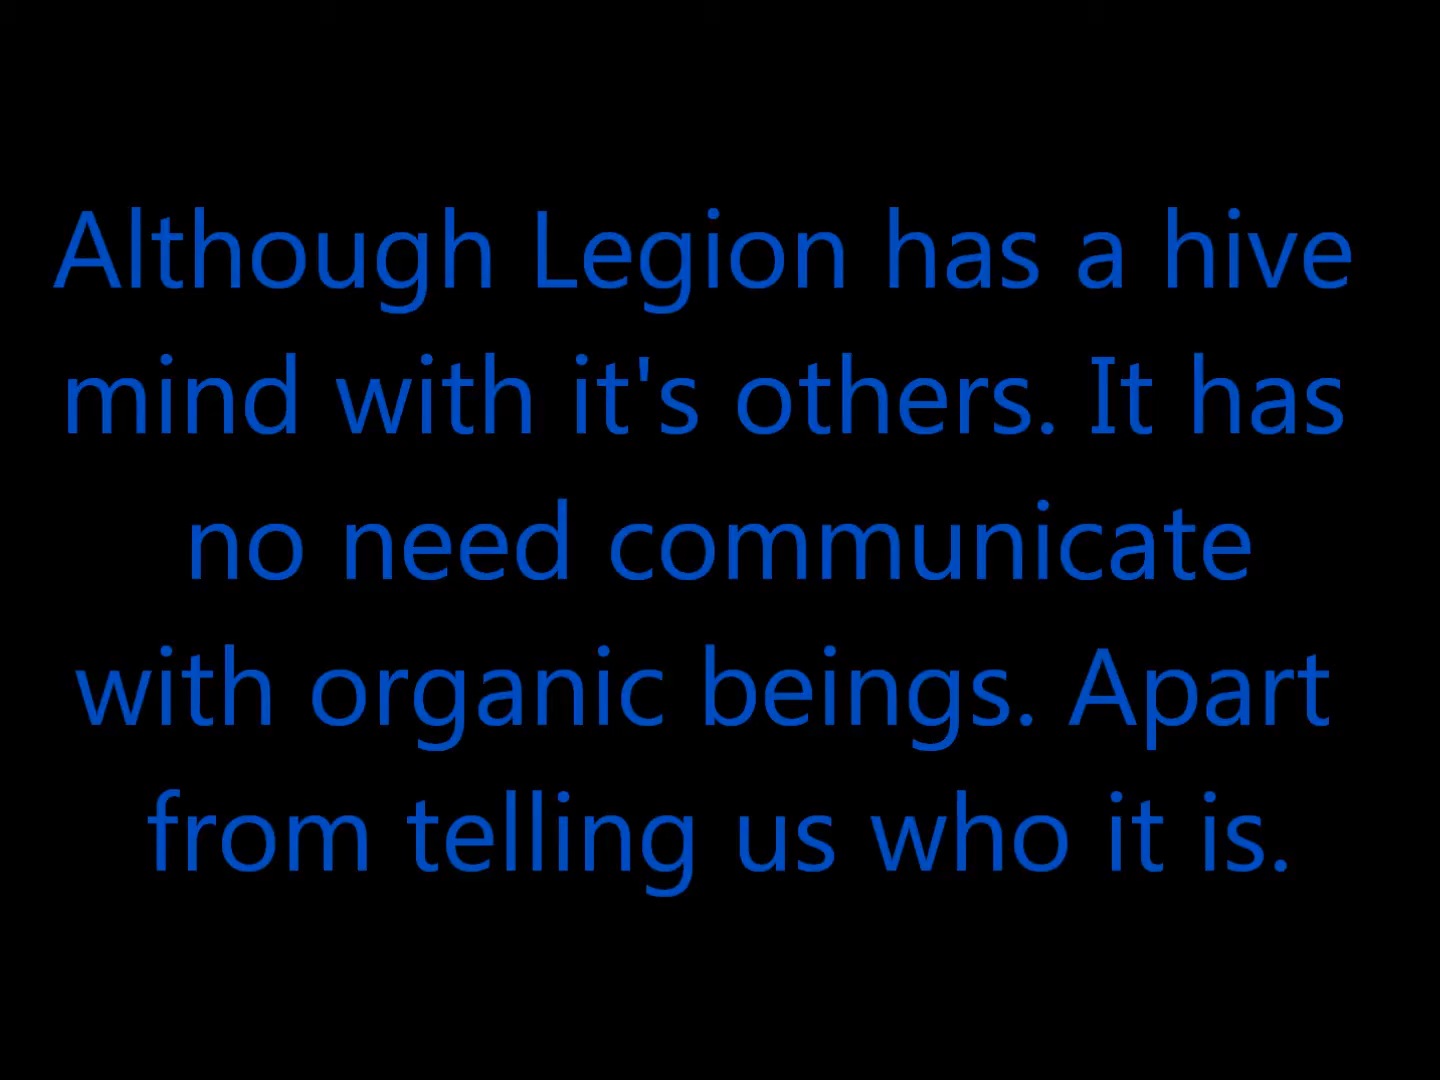 Although Legion has a hive
mind with it's others. It has
no need communicate
with organic beings. Apart
from telling us who it is.